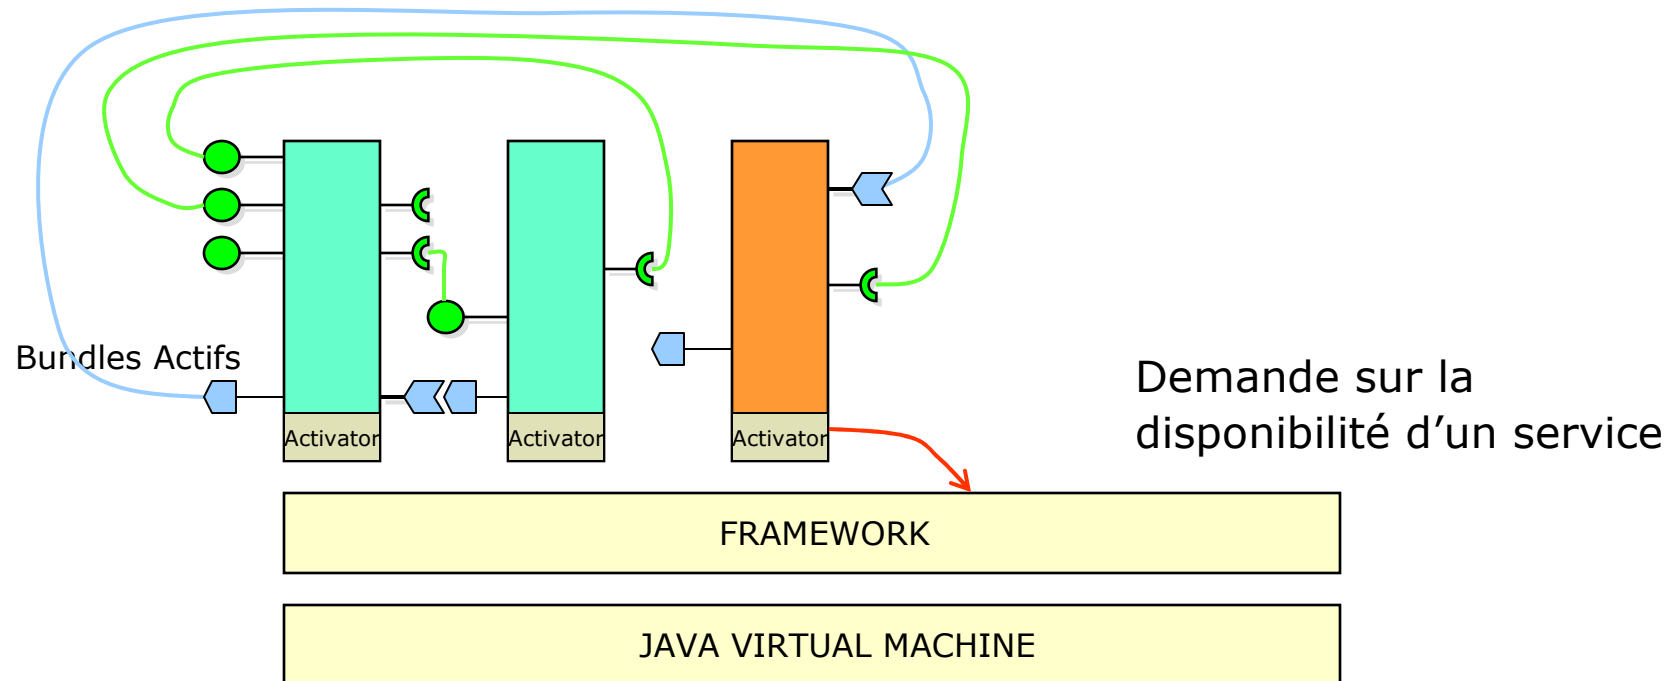 Bundles Actifs
Demande sur la
disponibilité d’un service
Activator
Activator
Activator
FRAMEWORK
JAVA VIRTUAL MACHINE